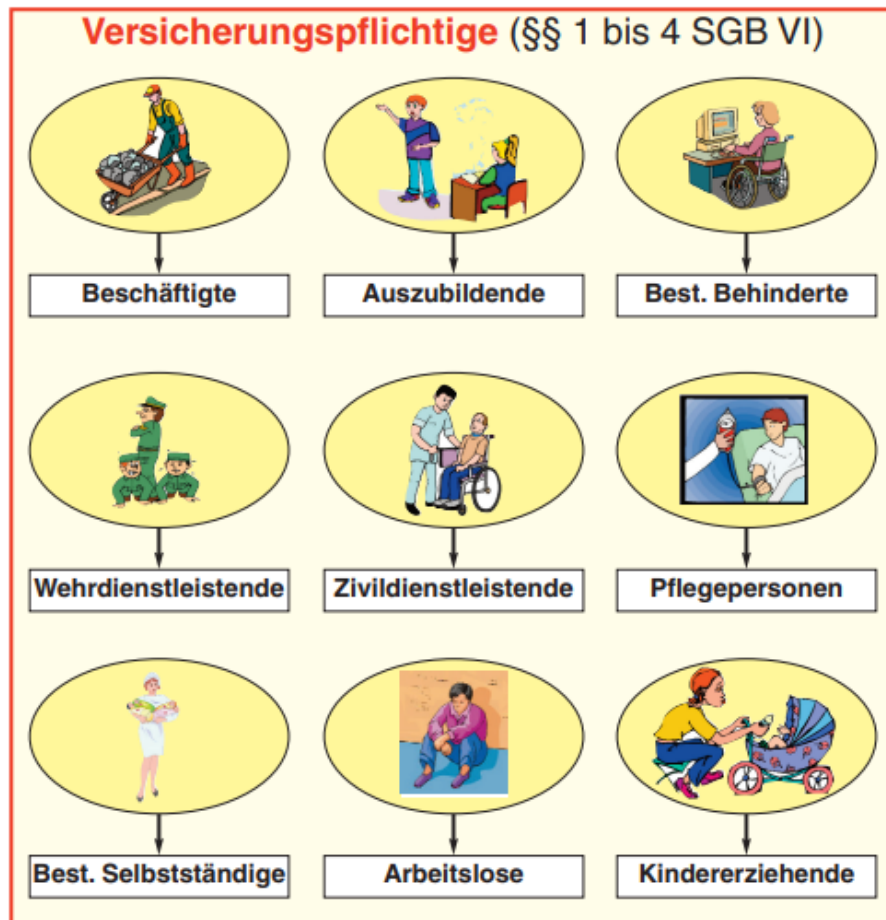 Versicherungspflichtige (§§ 1 bis 4 SGB VI)
Beschäftigte
Auszubildende
Best. Behinderte
Wehrdienstleistende
Zivildienstleistende
Pflegepersonen
Best. Selbstständige
Arbeitslose
Kindererziehende